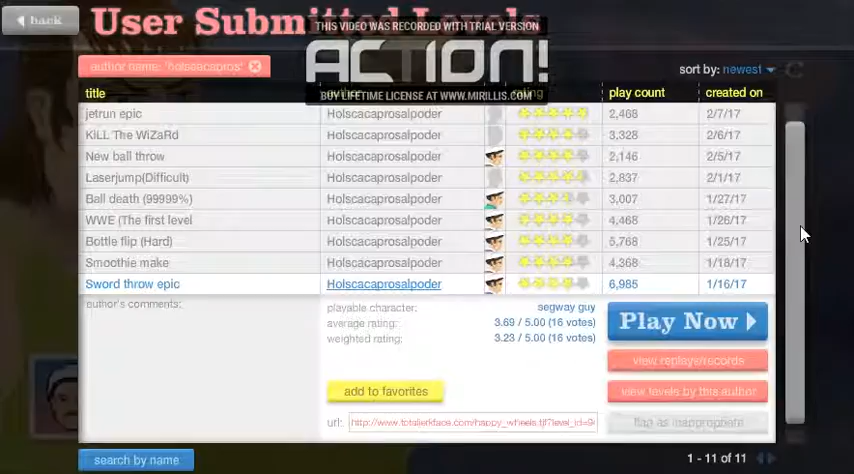 back
User Submitted Levels
THIS VIDEO WAS RECORDED WITH TRIAL VERSION
ACTION!
BUY LIFETIME LICENSE AT WWW.MIRILLIS.COM
author name: "holscacapros"
sort by: newest
title author rating play count created on
jetrun epic Holscacaprosalpoder 2,468 2/7/17
KiLL The WiZaRd Holscacaprosalpoder 3,328 2/6/17
New ball throw Holscacaprosalpoder 2,146 2/5/17
Laserjump(Difficult) Holscacaprosalpoder 2,837 2/1/17
Ball death (99999%) Holscacaprosalpoder 3,007 1/27/17
WWE (The first level Holscacaprosalpoder 4,468 1/26/17
Bottle flip (Hard) Holscacaprosalpoder 5,768 1/25/17
Smoothie make Holscacaprosalpoder 4,368 1/18/17
Sword throw epic Holscacaprosalpoder 6,985 1/16/17
author's comments:
playable character: segway guy
average rating: 3.69 / 5.00 (16 votes)
weighted rating: 3.23 / 5.00 (16 votes)
Play Now
view replays/records
add to favorites
view levels by this author
url: http://www.totaljerkface.com/happy_wheels.tjf?level_id=9
flag as inappropriate
search by name
1 - 11 of 11